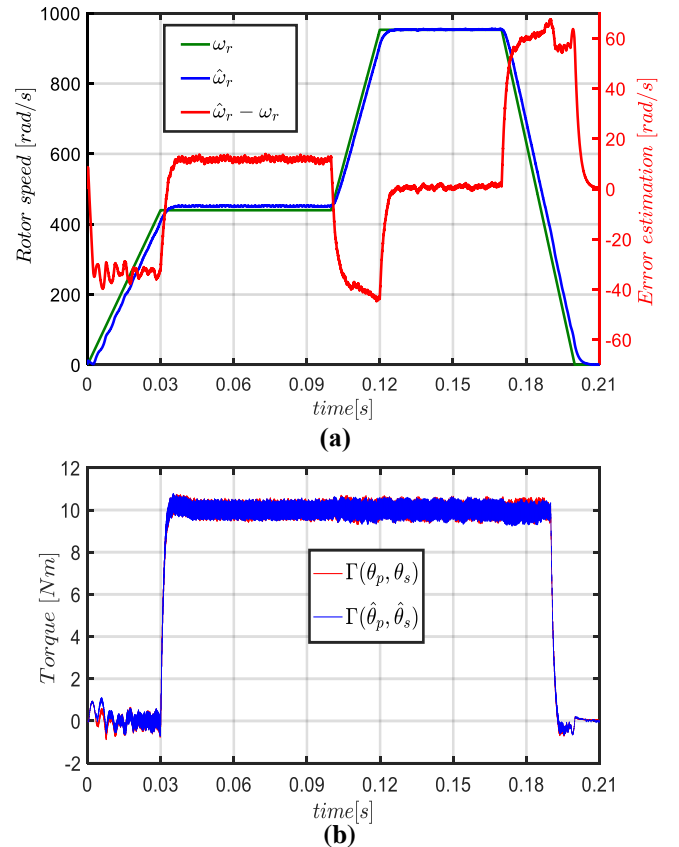 1000
800
600
400
200
0
Rotor speed [rad/s]
ω_r
ω̂_r
ω̂_r − ω_r
60
40
20
0
-20
-40
-60
Error estimation [rad/s]
0 0.03 0.06 0.09 0.12 0.15 0.18 0.21
time[s]
(a)
12
10
8
6
4
2
0
-2
Torque [Nm]
Γ(θ_p, θ_s)
Γ(θ̂_p, θ̂_s)
0 0.03 0.06 0.09 0.12 0.15 0.18 0.21
time[s]
(b)